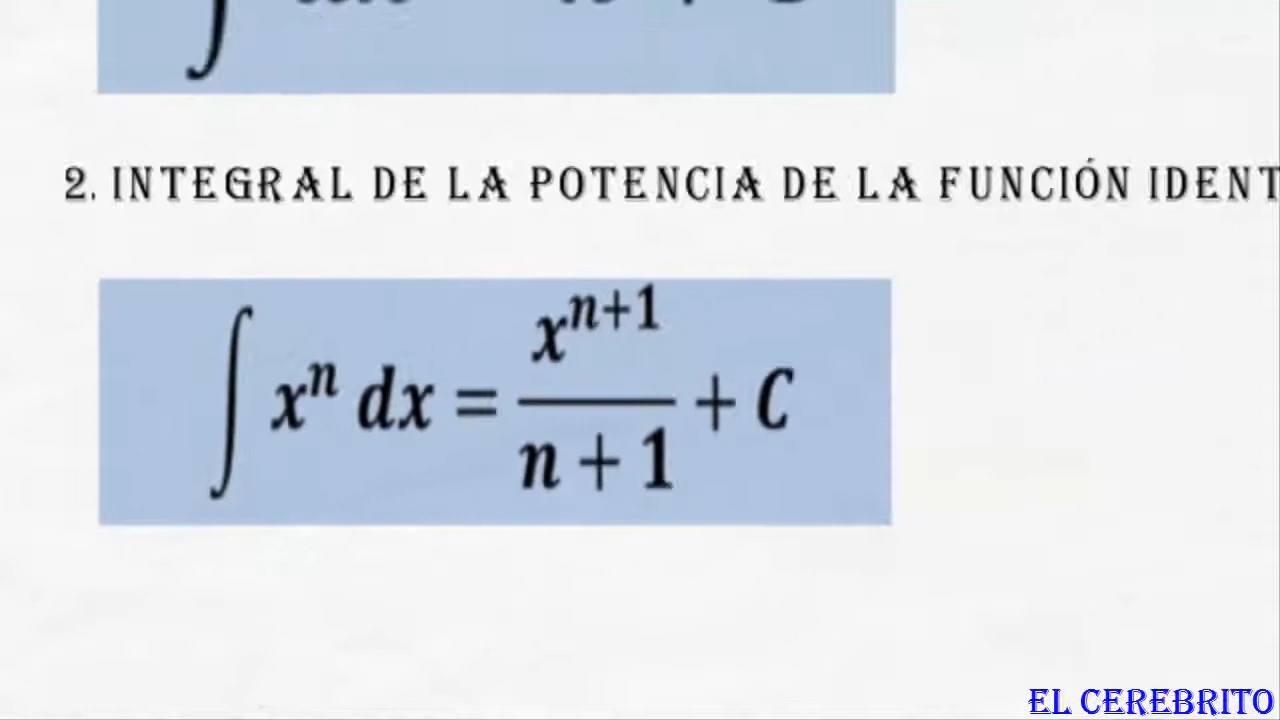 2. INTEGRAL DE LA POTENCIA DE LA FUNCIÓN IDENT
∫ xⁿ dx = xⁿ⁺¹ / n + 1 + C
EL CEREBRITO